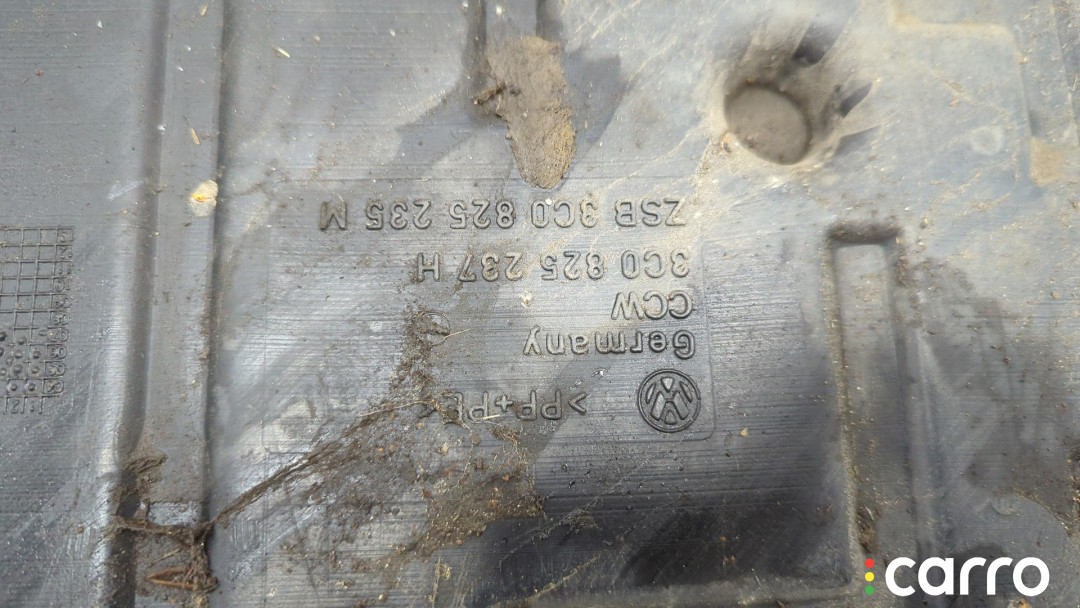 >PP+PE<
Germany
CCW
3C0 825 237 H
ZSB 3C0 825 235 M
carro